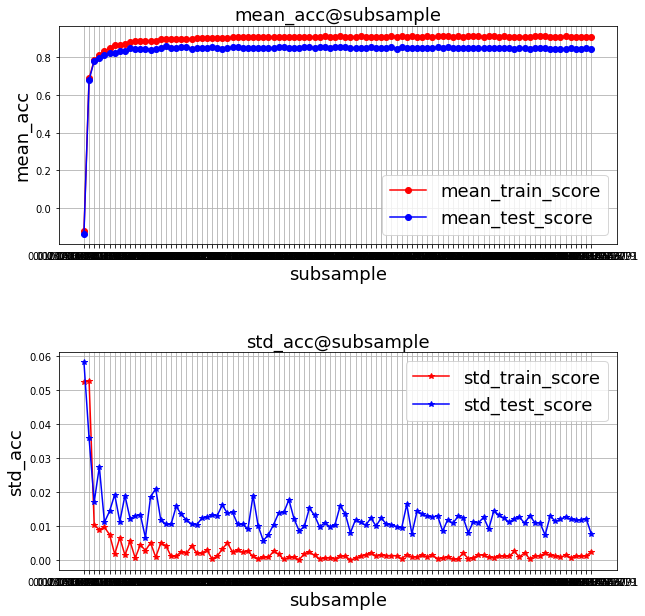 mean_acc@subsample
mean_acc
0.8
0.6
0.4
0.2
0.0
mean_train_score
mean_test_score
subsample
std_acc@subsample
std_acc
0.06
0.05
0.04
0.03
0.02
0.01
0.00
std_train_score
std_test_score
subsample